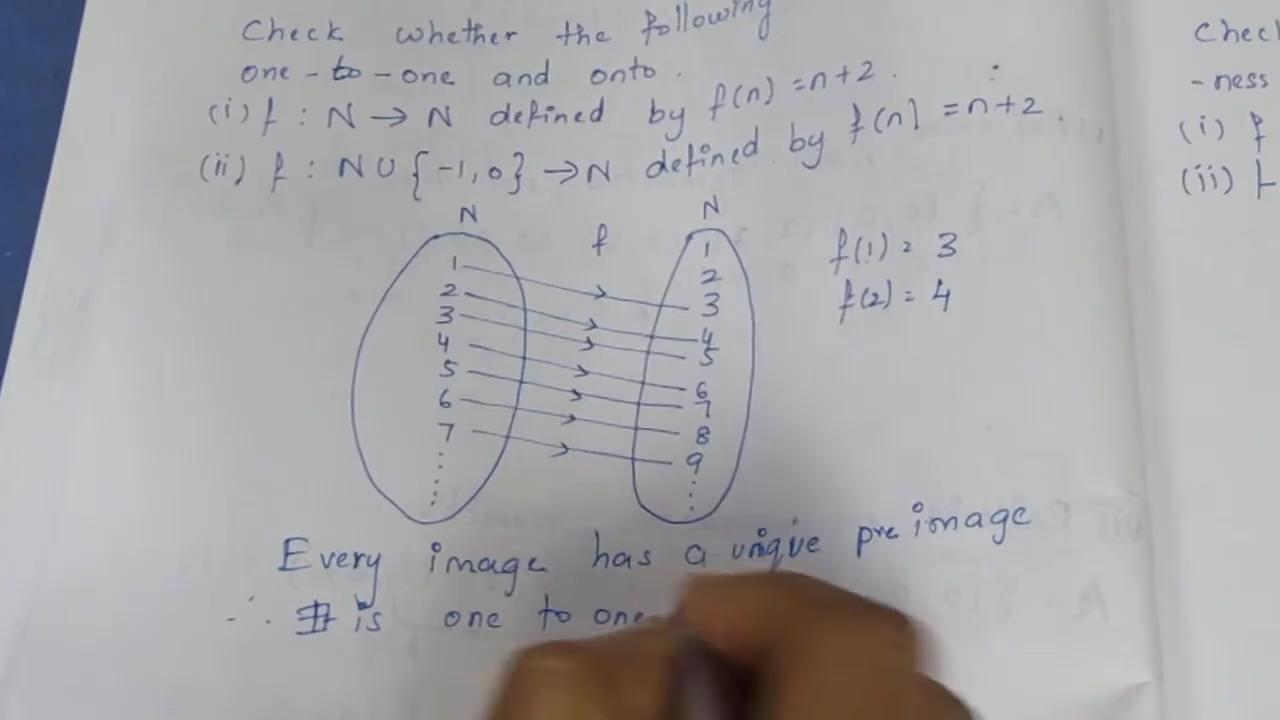 Check whether the following
one-to-one and onto.
(i) f : N → N defined by f(n) = n+2.
(ii) f : N ∪ {-1, 0} → N defined by f(n) = n+2.
N f N
1 1
2 2
3 3
4 4
5 5
6 6
7 7
8
9
f(1) = 3
f(2) = 4
Every image has a unique preimage
∴ It is one to one
Check
-ness
(i) f
(ii)